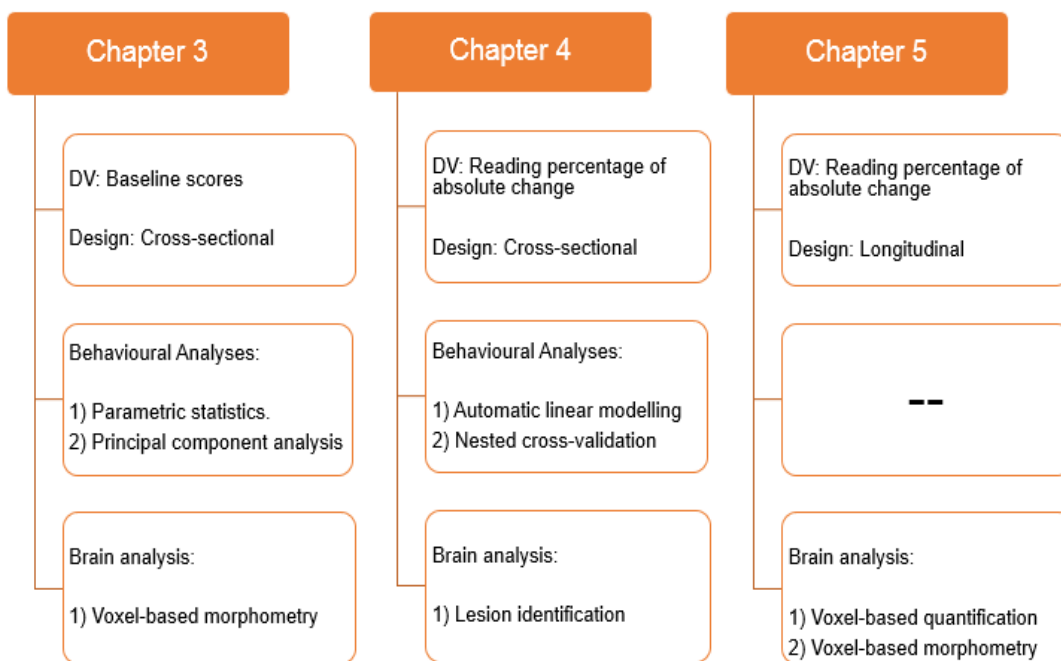 Chapter 3
DV: Baseline scores
Design: Cross-sectional
Behavioural Analyses:
1) Parametric statistics.
2) Principal component analysis
Brain analysis:
1) Voxel-based morphometry
Chapter 4
DV: Reading percentage of
absolute change
Design: Cross-sectional
Behavioural Analyses:
1) Automatic linear modelling
2) Nested cross-validation
Brain analysis:
1) Lesion identification
Chapter 5
DV: Reading percentage of
absolute change
Design: Longitudinal
--
Brain analysis:
1) Voxel-based quantification
2) Voxel-based morphometry